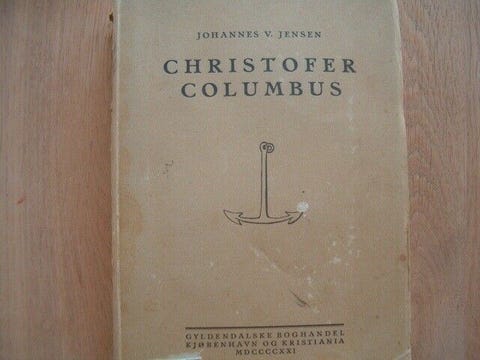 JOHANNES V. JENSEN
CHRISTOFER
COLUMBUS
GYLDENDALSKE BOGHANDEL
KJØBENHAVN OG KRISTIANIA
MDCCCCXXI